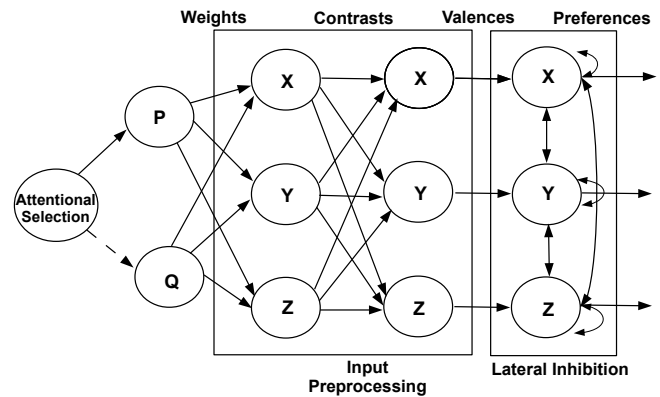 Weights Contrasts Valences Preferences
X X X
P
Attentional
Selection
Y Y Y
Q
Z Z Z
Input
Preprocessing
Lateral Inhibition